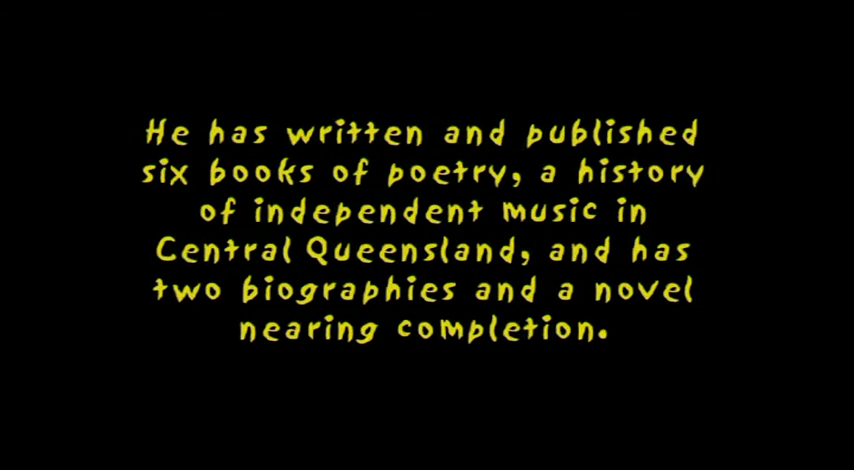 He has written and published
six books of poetry, a history
of independent music in
Central Queensland, and has
two biographies and a novel
nearing completion.